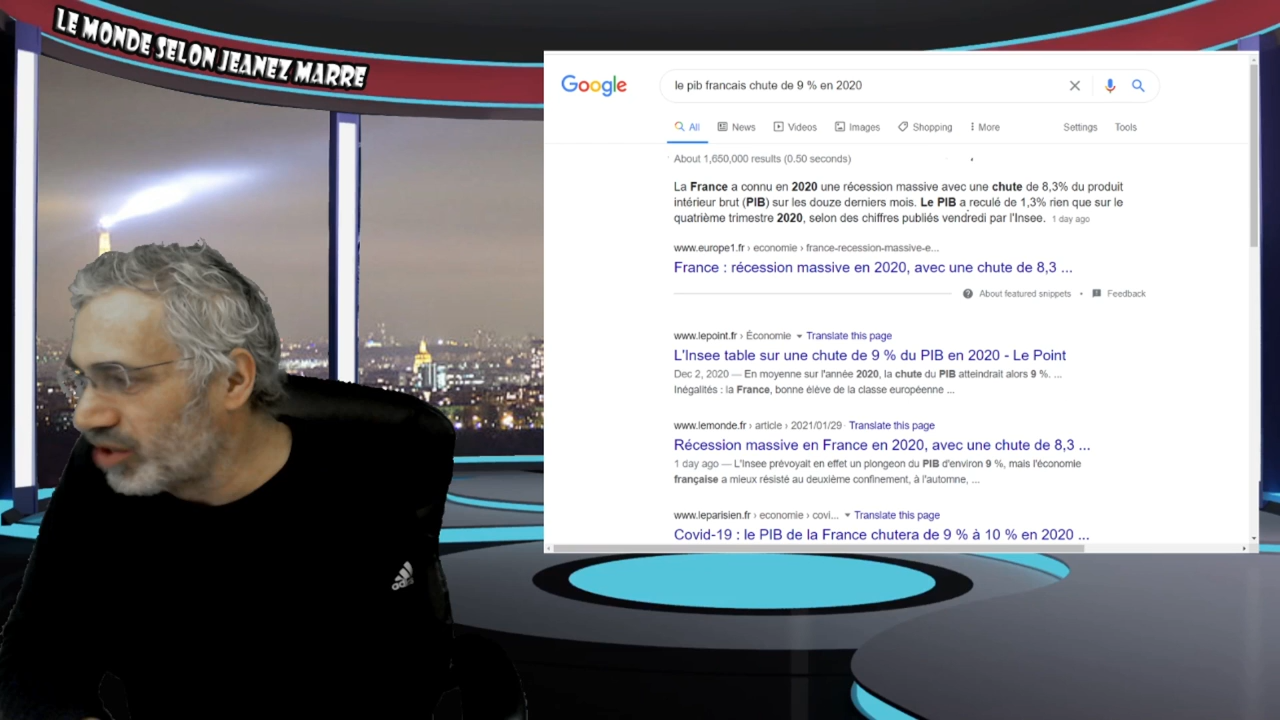 LE MONDE SELON JEANEZ MARRE
Google
le pib francais chute de 9 % en 2020
All News Videos Images Shopping More Settings Tools
About 1,650,000 results (0.50 seconds)
La France a connu en 2020 une récession massive avec une chute de 8,3% du produit
intérieur brut (PIB) sur les douze derniers mois. Le PIB a reculé de 1,3% rien que sur le
quatrième trimestre 2020, selon des chiffres publiés vendredi par l'Insee. 1 day ago
www.europe1.fr › economie › france-recession-massive-e...
France : récession massive en 2020, avec une chute de 8,3 ...
About featured snippets • Feedback
www.lepoint.fr › Économie Translate this page
L'Insee table sur une chute de 9 % du PIB en 2020 - Le Point
Dec 2, 2020 — En moyenne sur l'année 2020, la chute du PIB atteindrait alors 9 %. ...
Inégalités : la France, bonne élève de la classe européenne ...
www.lemonde.fr › article › 2021/01/29 Translate this page
Récession massive en France en 2020, avec une chute de 8,3 ...
1 day ago — L'Insee prévoyait en effet un plongeon du PIB d'environ 9 %, mais l'économie
française a mieux résisté au deuxième confinement, à l'automne, ...
www.leparisien.fr › economie › covi... Translate this page
Covid-19 : le PIB de la France chutera de 9 % à 10 % en 2020 ...
adidas